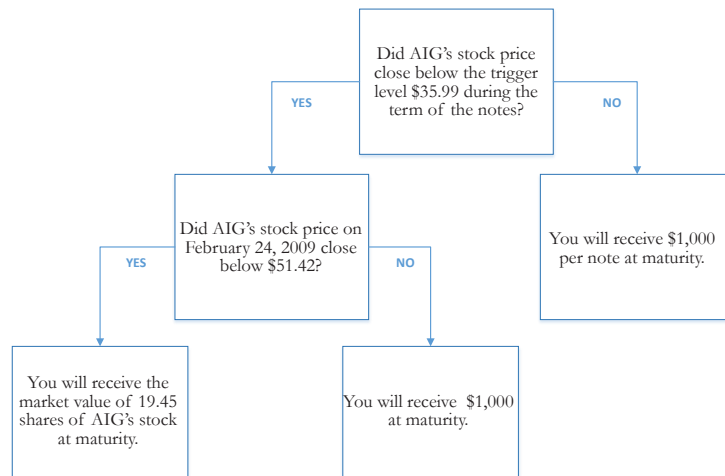 Did AIG's stock price
close below the trigger
level $35.99 during the
term of the notes?
YES
NO
Did AIG's stock price on
February 24, 2009 close
below $51.42?
You will receive $1,000
per note at maturity.
YES
NO
You will receive the
market value of 19.45
shares of AIG's stock
at maturity.
You will receive $1,000
at maturity.